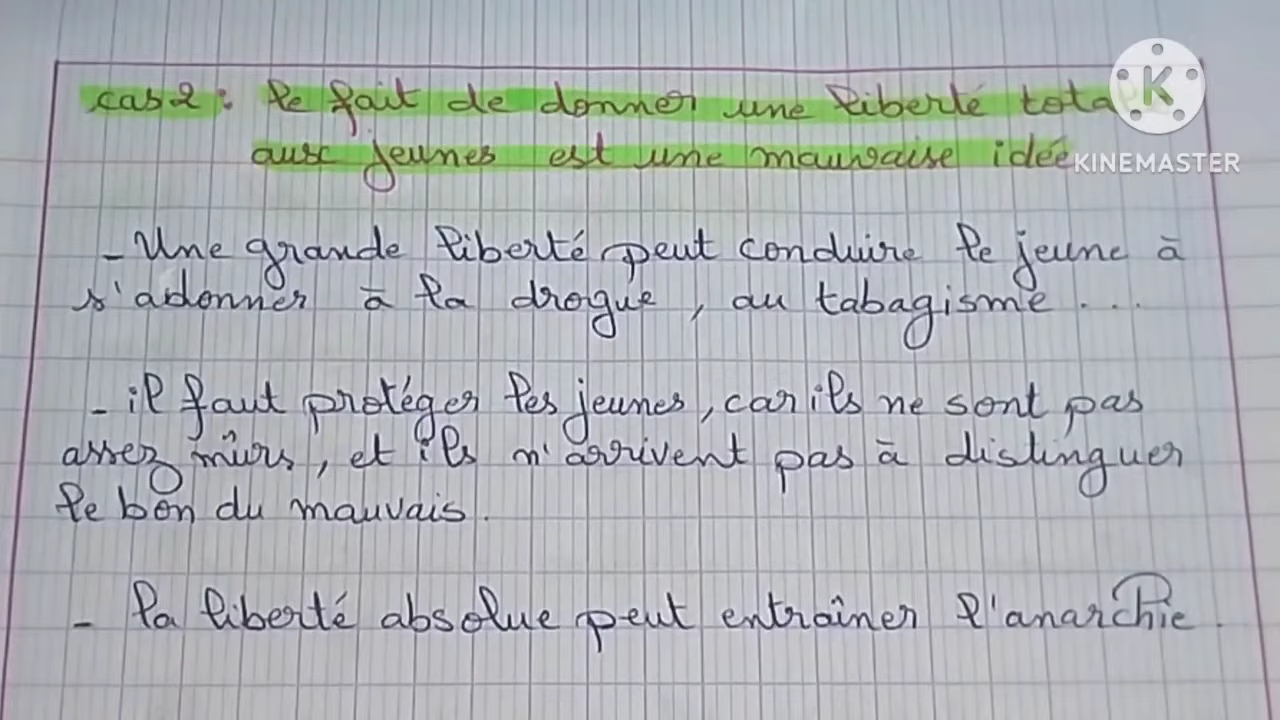 cas 2 : le fait de donner une liberté tota
aux jeunes est une mauvaise idée
K
KINEMASTER
- Une grande liberté peut conduire le jeune à
s'adonner à la drogue, au tabagisme ...
- il faut protéger les jeunes, car ils ne sont pas
assez mûrs, et ils n'arrivent pas à distinguer
le bon du mauvais.
- la liberté absolue peut entraîner l'anarchie.